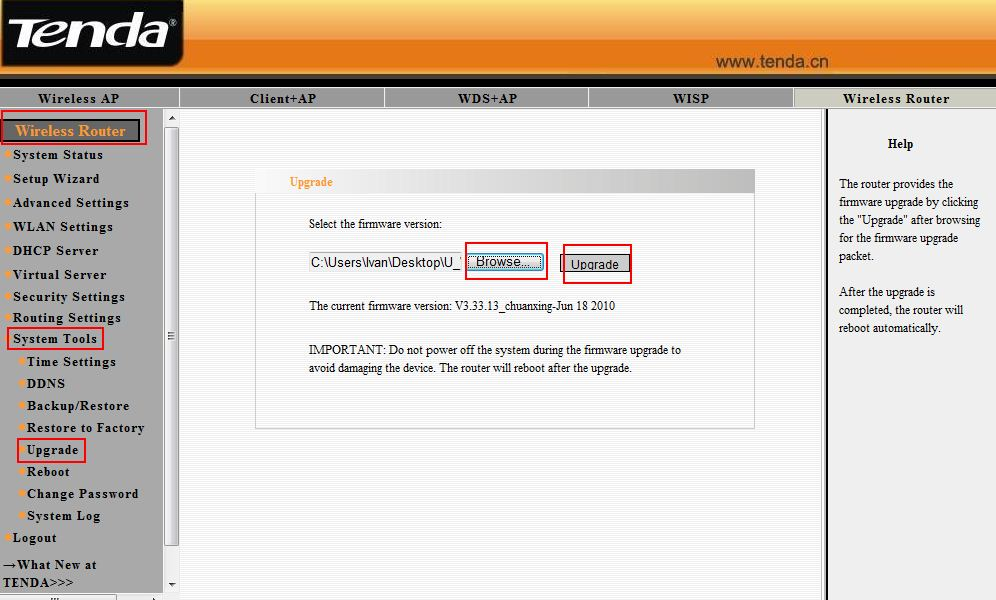 Tenda®
www.tenda.cn
Wireless AP
Client+AP
WDS+AP
WISP
Wireless Router
Wireless Router
System Status
Setup Wizard
Advanced Settings
WLAN Settings
DHCP Server
Virtual Server
Security Settings
Routing Settings
System Tools
Time Settings
DDNS
Backup/Restore
Restore to Factory
Upgrade
Reboot
Change Password
System Log
Logout
→What New at
TENDA>>>
Upgrade
Select the firmware version:
C:\Users\Ivan\Desktop\U_
Browse...
Upgrade
The current firmware version: V3.33.13_chuanxing-Jun 18 2010
IMPORTANT: Do not power off the system during the firmware upgrade to
avoid damaging the device. The router will reboot after the upgrade.
Help
The router provides the
firmware upgrade by clicking
the "Upgrade" after browsing
for the firmware upgrade
packet.
After the upgrade is
completed, the router will
reboot automatically.